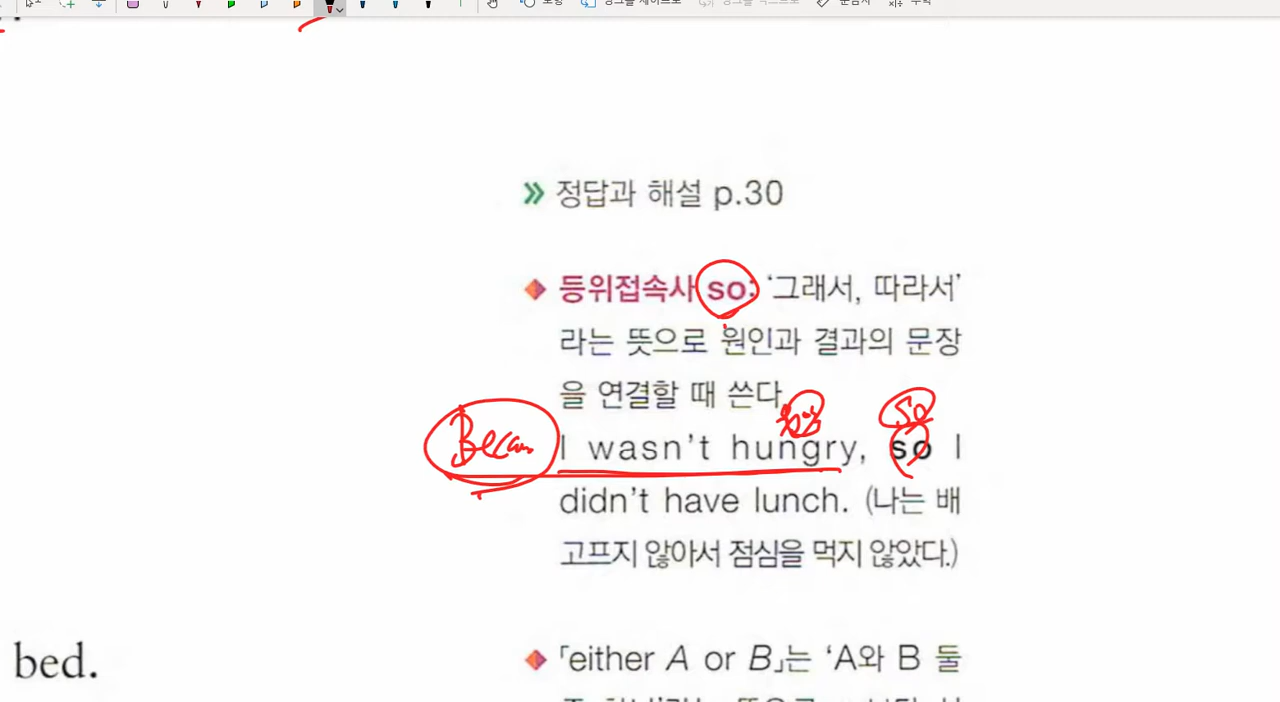 정답과 해설 p.30
등위접속사 so: ‘그래서, 따라서’
라는 뜻으로 원인과 결과의 문장
을 연결할 때 쓴다.
so
Becau I wasn't hungry, so I
didn't have lunch. (나는 배
고프지 않아서 점심을 먹지 않았다.)
bed.
「either A or B」는 ‘A와 B 둘